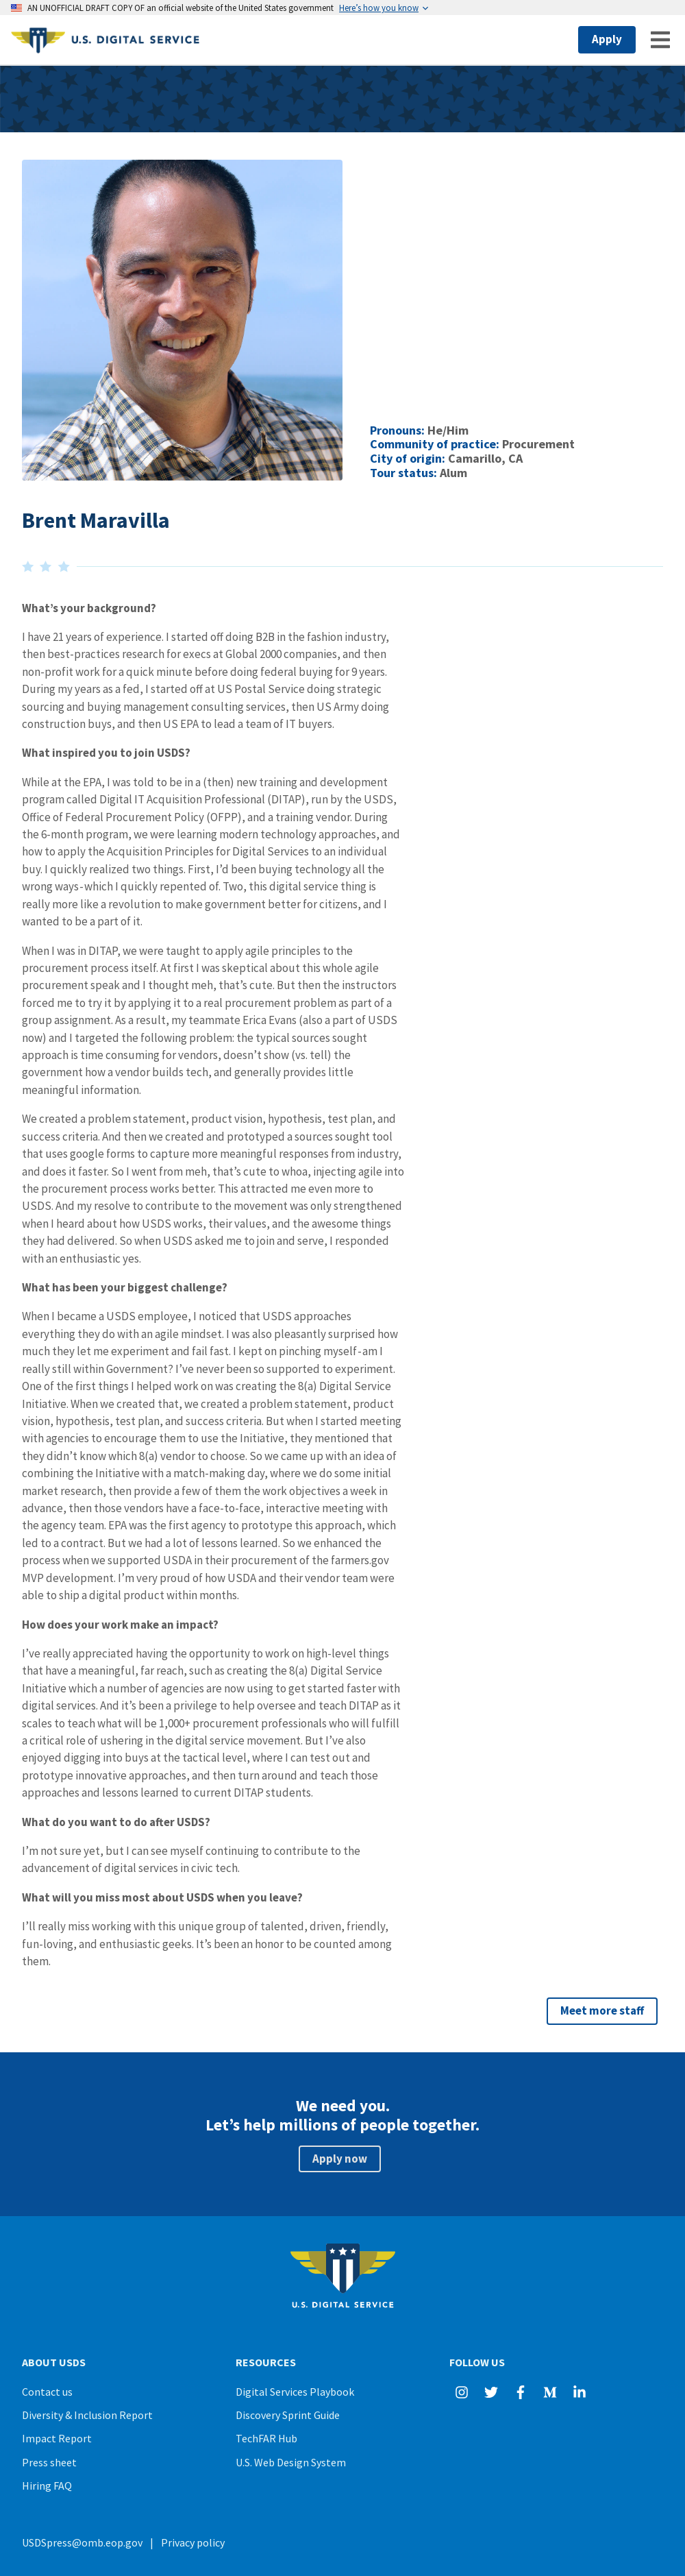 AN UNOFFICIAL DRAFT COPY OF an official website of the United States government Here’s how you know
U.S. DIGITAL SERVICE
Apply
Pronouns: He/Him
Community of practice: Procurement
City of origin: Camarillo, CA
Tour status: Alum
Brent Maravilla
What’s your background?
I have 21 years of experience. I started off doing B2B in the fashion industry,
then best-practices research for execs at Global 2000 companies, and then
non-profit work for a quick minute before doing federal buying for 9 years.
During my years as a fed, I started off at US Postal Service doing strategic
sourcing and buying management consulting services, then US Army doing
construction buys, and then US EPA to lead a team of IT buyers.
What inspired you to join USDS?
While at the EPA, I was told to be in a (then) new training and development
program called Digital IT Acquisition Professional (DITAP), run by the USDS,
Office of Federal Procurement Policy (OFPP), and a training vendor. During
the 6-month program, we were learning modern technology approaches, and
how to apply the Acquisition Principles for Digital Services to an individual
buy. I quickly realized two things. First, I’d been buying technology all the
wrong ways - which I quickly repented of. Two, this digital service thing is
really more like a revolution to make government better for citizens, and I
wanted to be a part of it.
When I was in DITAP, we were taught to apply agile principles to the
procurement process itself. At first I was skeptical about this whole agile
procurement speak and I thought meh, that’s cute. But then the instructors
forced me to try it by applying it to a real procurement problem as part of a
group assignment. As a result, my teammate Erica Evans (also a part of USDS
now) and I targeted the following problem: the typical sources sought
approach is time consuming for vendors, doesn’t show (vs. tell) the
government how a vendor builds tech, and generally provides little
meaningful information.
We created a problem statement, product vision, hypothesis, test plan, and
success criteria. And then we created and prototyped a sources sought tool
that uses google forms to capture more meaningful responses from industry,
and does it faster. So I went from meh, that’s cute to whoa, injecting agile into
the procurement process works better. This attracted me even more to
USDS. And my resolve to contribute to the movement was only strengthened
when I heard about how USDS works, their values, and the awesome things
they had delivered. So when USDS asked me to join and serve, I responded
with an enthusiastic yes.
What has been your biggest challenge?
When I became a USDS employee, I noticed that USDS approaches
everything they do with an agile mindset. I was also pleasantly surprised how
much they let me experiment and fail fast. I kept on pinching myself - am I
really still within Government? I’ve never been so supported to experiment.
One of the first things I helped work on was creating the 8(a) Digital Service
Initiative. When we created that, we created a problem statement, product
vision, hypothesis, test plan, and success criteria. But when I started meeting
with agencies to encourage them to use the Initiative, they mentioned that
they didn’t know which 8(a) vendor to choose. So we came up with an idea of
combining the Initiative with a match-making day, where we do some initial
market research, then provide a few of them the work objectives a week in
advance, then those vendors have a face-to-face, interactive meeting with
the agency team. EPA was the first agency to prototype this approach, which
led to a contract. But we had a lot of lessons learned. So we enhanced the
process when we supported USDA in their procurement of the farmers.gov
MVP development. I’m very proud of how USDA and their vendor team were
able to ship a digital product within months.
How does your work make an impact?
I’ve really appreciated having the opportunity to work on high-level things
that have a meaningful, far reach, such as creating the 8(a) Digital Service
Initiative which a number of agencies are now using to get started faster with
digital services. And it’s been a privilege to help oversee and teach DITAP as it
scales to teach what will be 1,000+ procurement professionals who will fulfill
a critical role of ushering in the digital service movement. But I’ve also
enjoyed digging into buys at the tactical level, where I can test out and
prototype innovative approaches, and then turn around and teach those
approaches and lessons learned to current DITAP students.
What do you want to do after USDS?
I’m not sure yet, but I can see myself continuing to contribute to the
advancement of digital services in civic tech.
What will you miss most about USDS when you leave?
I’ll really miss working with this unique group of talented, driven, friendly,
fun-loving, and enthusiastic geeks. It’s been an honor to be counted among
them.
Meet more staff
We need you.
Let’s help millions of people together.
Apply now
U.S. DIGITAL SERVICE
ABOUT USDS
Contact us
Diversity & Inclusion Report
Impact Report
Press sheet
Hiring FAQ
RESOURCES
Digital Services Playbook
Discovery Sprint Guide
TechFAR Hub
U.S. Web Design System
FOLLOW US
USDSpress@omb.eop.gov | Privacy policy